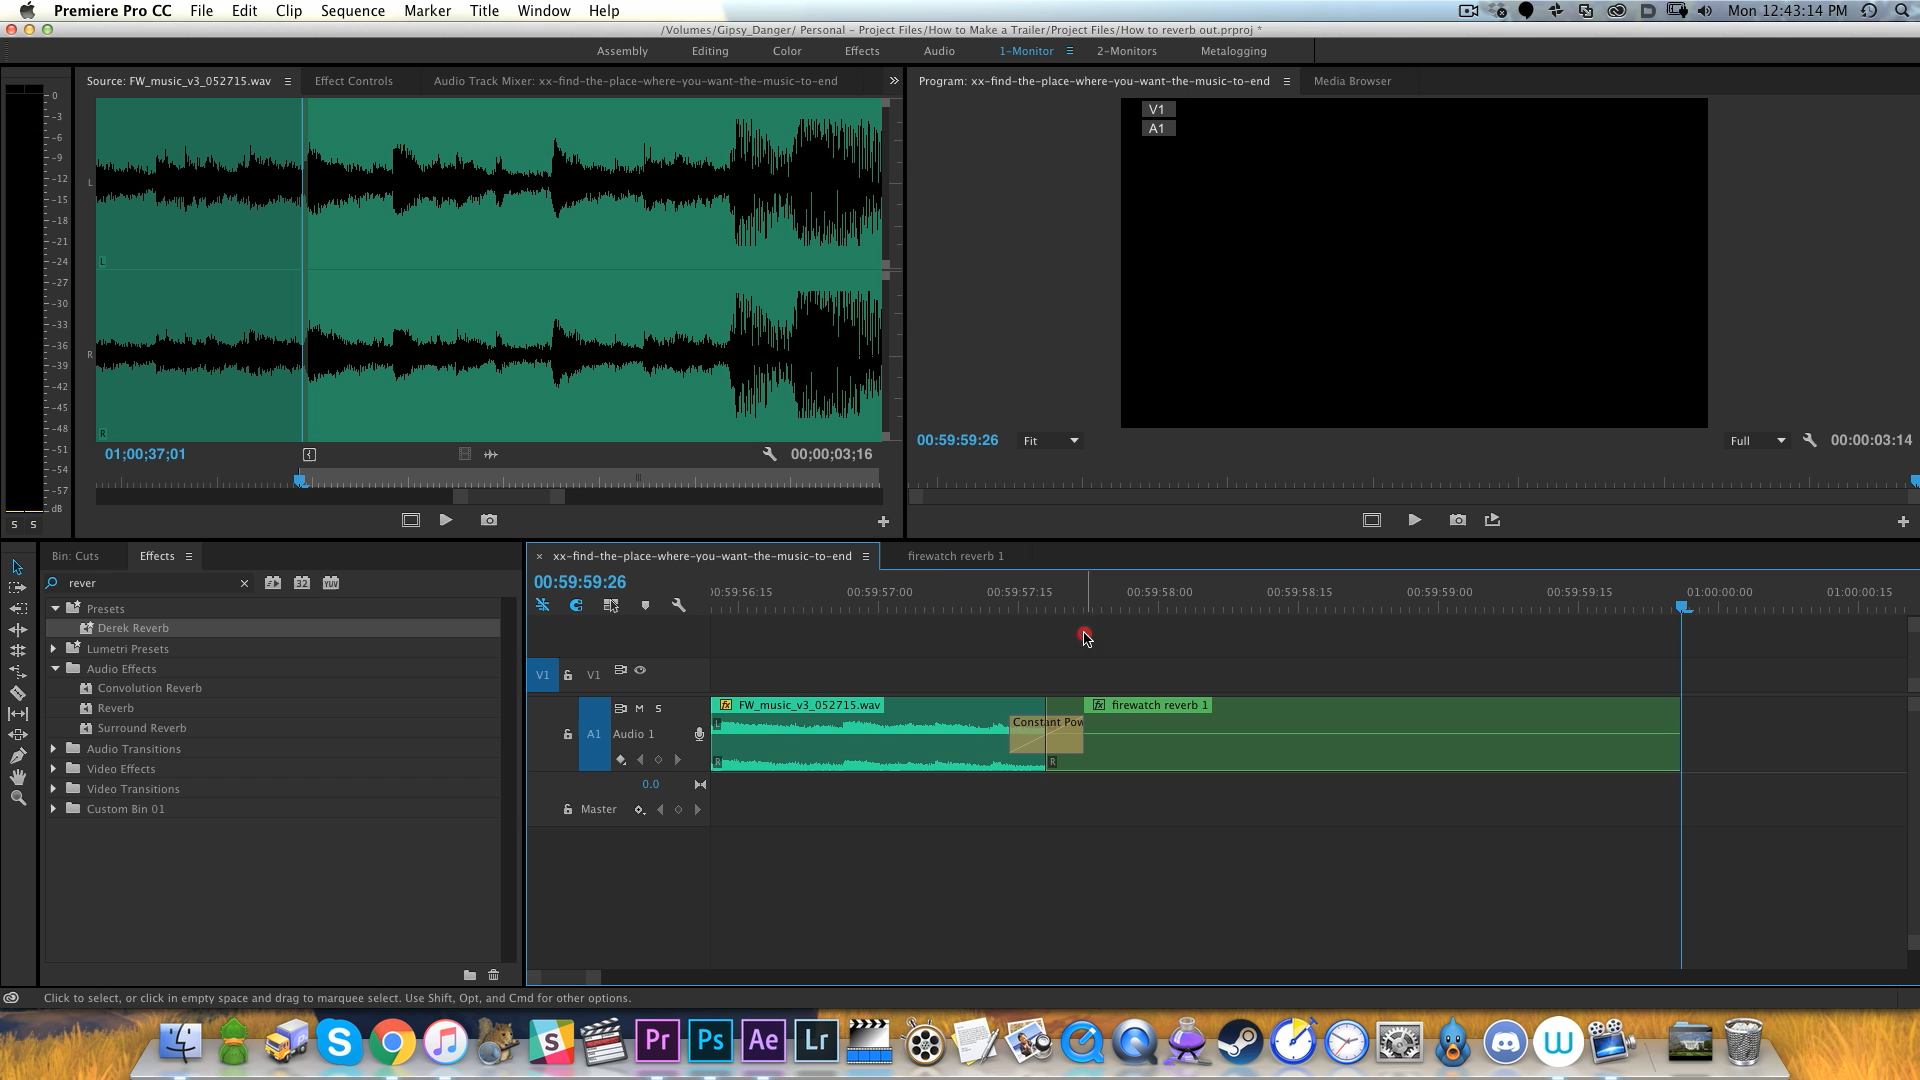 Premiere Pro CC File Edit Clip Sequence Marker Title Window Help Mon 12:43:14 PM
/Volumes/Gipsy_Danger/ Personal – Project Files/How to Make a Trailer/Project Files/How to reverb out.prproj *
Assembly Editing Color Effects Audio 1-Monitor 2-Monitors Metalogging
Source: FW_music_v3_052715.wav Effect Controls Audio Track Mixer: xx-find-the-place-where-you-want-the-music-to-end
Program: xx-find-the-place-where-you-want-the-music-to-end Media Browser
0
-3
-6
-9
-12
-15
-18
-21
-24
-27
-30
-33
-36
-39
-42
-45
-48
-51
-54
-57
dB
S S
L
L
R
R
V1
A1
01;00;37;01 00;00;03;16
00:59:59:26 Fit Full 00:00:03:14
Bin: Cuts Effects
rever
32 YUV
Presets
Derek Reverb
Lumetri Presets
Audio Effects
Convolution Reverb
Reverb
Surround Reverb
Audio Transitions
Video Effects
Video Transitions
Custom Bin 01
xx-find-the-place-where-you-want-the-music-to-end firewatch reverb 1
00:59:59:26
00:59:56:15 00:59:57:00 00:59:57:15 00:59:58:00 00:59:58:15 00:59:59:00 00:59:59:15 01:00:00:00 01:00:00:15
V1 V1
M S
A1 Audio 1
FW_music_v3_052715.wav
L
R
Constant Pow
firewatch reverb 1
R
0.0
Master
Click to select, or click in empty space and drag to marquee select. Use Shift, Opt, and Cmd for other options.
S S Pr Ps Ae Lr W